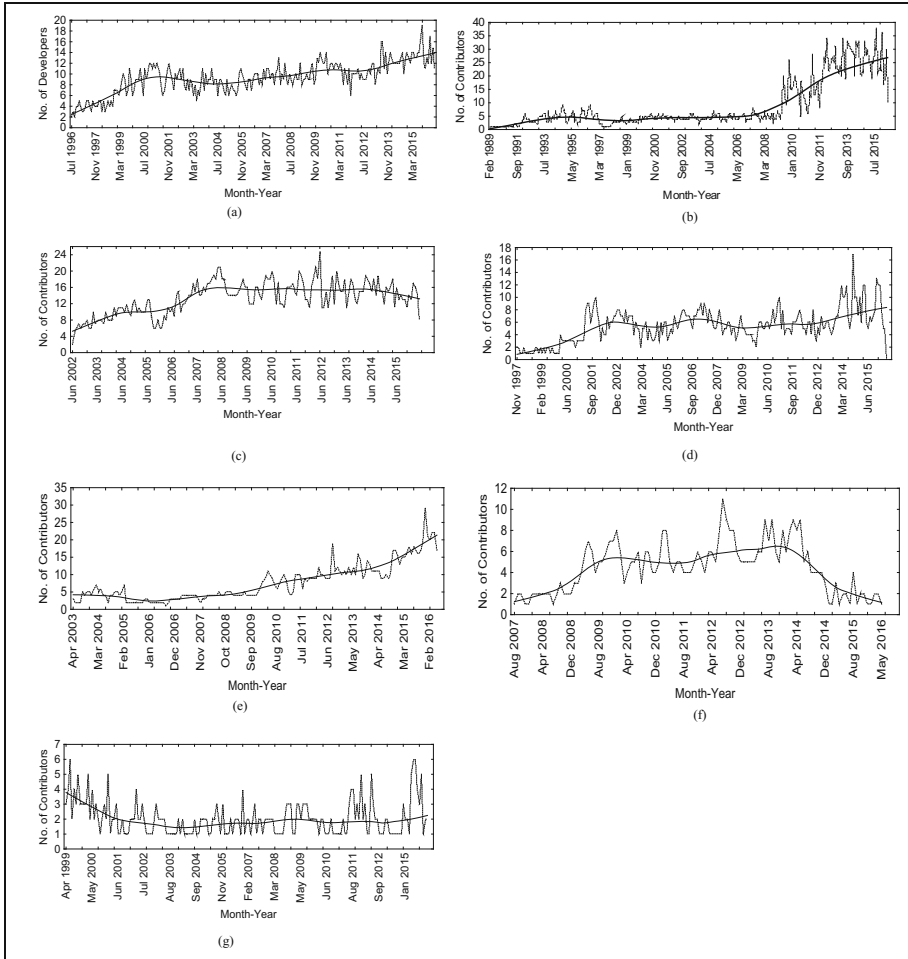 No. of Developers
20
18
16
14
12
10
8
6
4
2
0
Jul 1996
Nov 1997
Mar 1999
Jul 2000
Nov 2001
Mar 2003
Jul 2004
Nov 2005
Mar 2007
Jul 2008
Nov 2009
Mar 2011
Jul 2012
Nov 2013
Mar 2015
Month-Year
(a)
No. of Contributors
40
35
30
25
20
15
10
5
0
Feb 1989
Sep 1991
Jul 1993
May 1995
Mar 1997
Jan 1999
Nov 2000
Sep 2002
Jul 2004
May 2006
Mar 2008
Jan 2010
Nov 2011
Sep 2013
Jul 2015
Month-Year
(b)
No. of Contributors
24
20
16
12
8
4
0
Jun 2002
Jun 2003
Jun 2004
Jun 2005
Jun 2006
Jun 2007
Jun 2008
Jun 2009
Jun 2010
Jun 2011
Jun 2012
Jun 2013
Jun 2014
Jun 2015
Month-Year
(c)
No. of Contributors
18
16
14
12
10
8
6
4
2
0
Nov 1997
Feb 1999
Jun 2000
Sep 2001
Dec 2002
Mar 2004
Jun 2005
Sep 2006
Dec 2007
Mar 2009
Jun 2010
Sep 2011
Dec 2012
Mar 2014
Jun 2015
Month-Year
(d)
No. of Contributors
35
30
25
20
15
10
5
0
Apr 2003
Mar 2004
Feb 2005
Jan 2006
Dec 2006
Nov 2007
Oct 2008
Sep 2009
Aug 2010
Jul 2011
Jun 2012
May 2013
Apr 2014
Mar 2015
Feb 2016
Month-Year
(e)
No. of Contributors
12
10
8
6
4
2
0
Aug 2007
Apr 2008
Dec 2008
Aug 2009
Apr 2010
Dec 2010
Aug 2011
Apr 2012
Dec 2012
Aug 2013
Apr 2014
Dec 2014
Aug 2015
May 2016
Month-Year
(f)
No. of Contributors
7
6
5
4
3
2
1
0
Apr 1999
May 2000
Jun 2001
Jul 2002
Aug 2003
Sep 2004
Nov 2005
Feb 2007
Mar 2008
May 2009
Jun 2010
Aug 2011
Sep 2012
Jan 2015
Month-Year
(g)